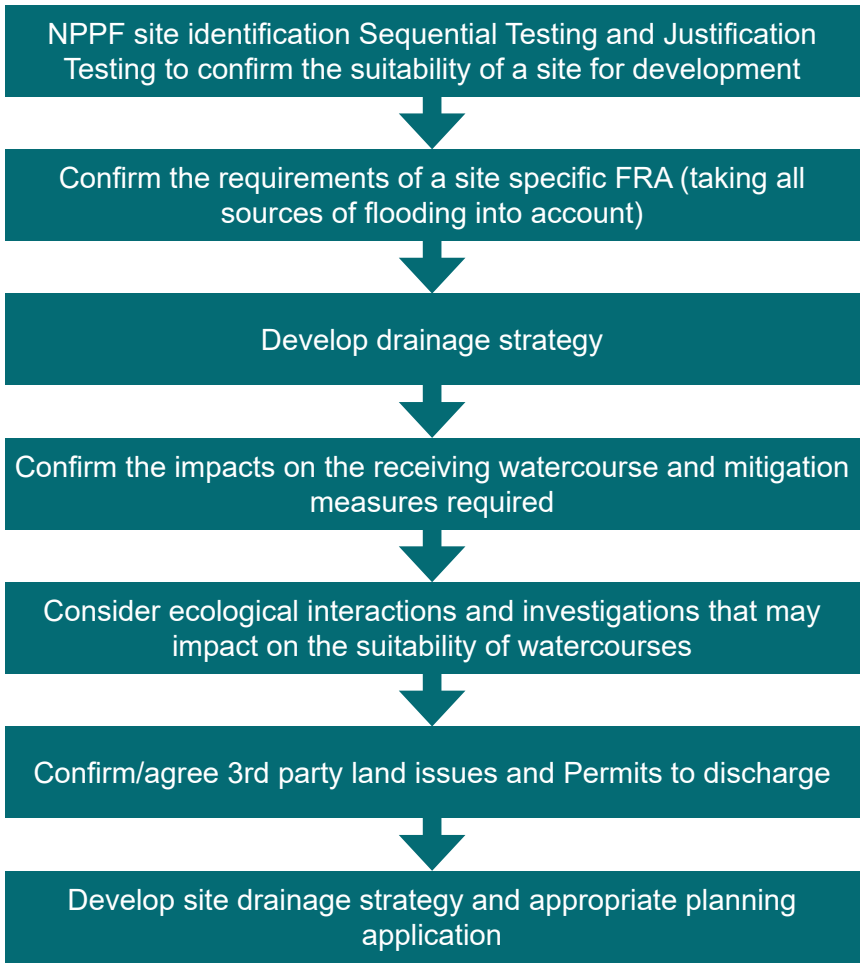 NPPF site identification Sequential Testing and Justification
Testing to confirm the suitability of a site for development
Confirm the requirements of a site specific FRA (taking all
sources of flooding into account)
Develop drainage strategy
Confirm the impacts on the receiving watercourse and mitigation
measures required
Consider ecological interactions and investigations that may
impact on the suitability of watercourses
Confirm/agree 3rd party land issues and Permits to discharge
Develop site drainage strategy and appropriate planning
application